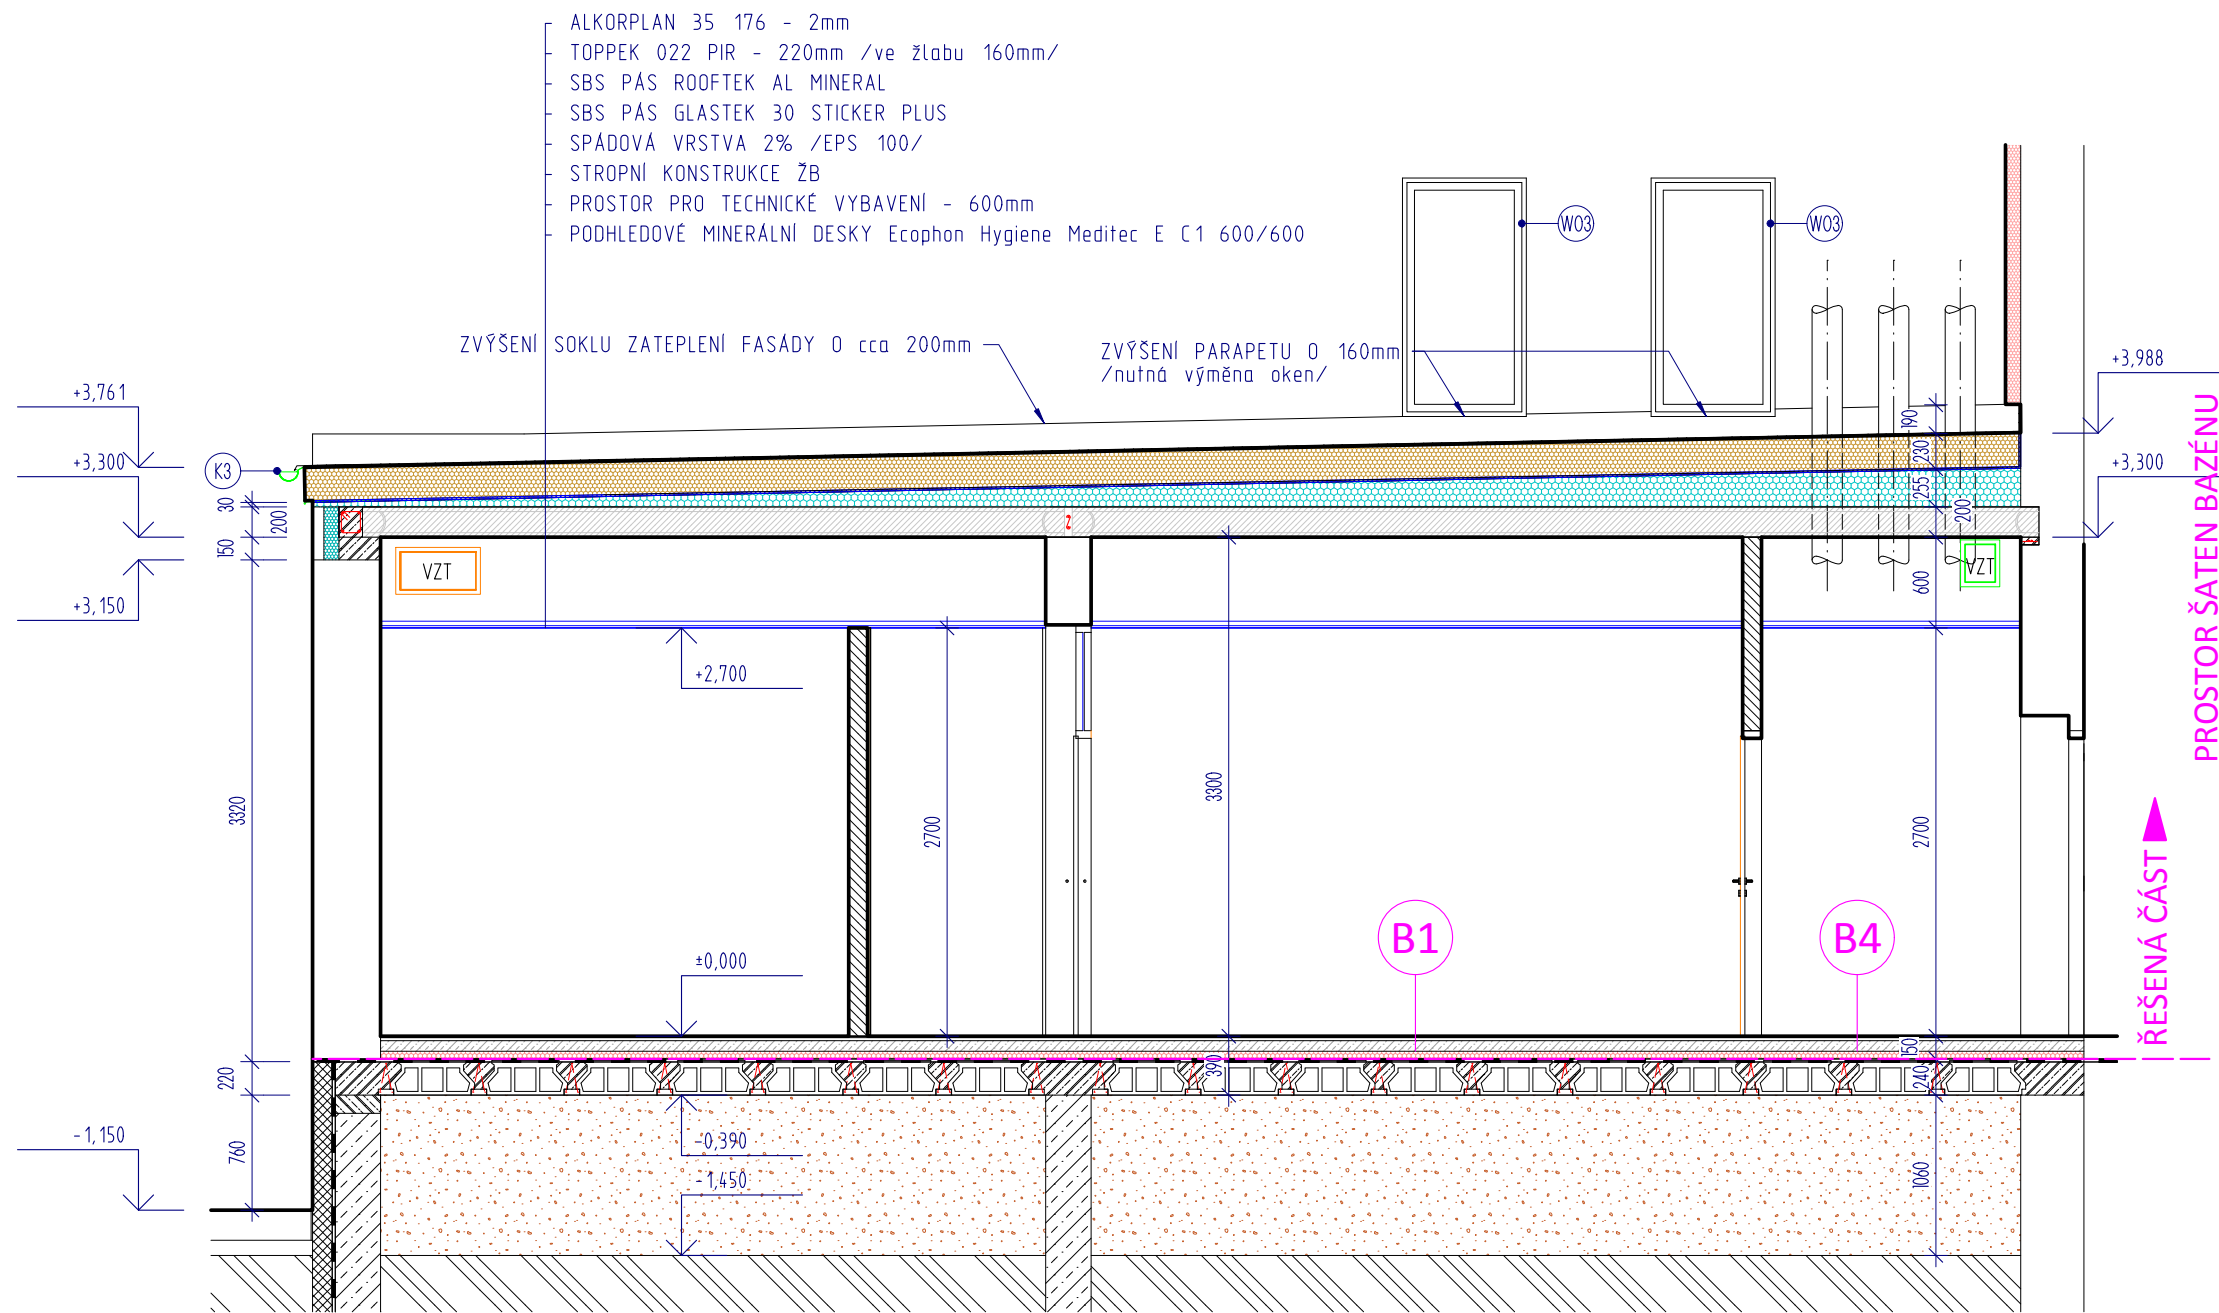 ALKORPLAN 35 176 - 2mm
TOPPEK 022 PIR - 220mm /ve žlabu 160mm/
SBS PÁS ROOFTEK AL MINERAL
SBS PÁS GLASTEK 30 STICKER PLUS
SPÁDOVÁ VRSTVA 2% /EPS 100/
STROPNÍ KONSTRUKCE ŽB
PROSTOR PRO TECHNICKÉ VYBAVENÍ - 600mm
PODHLEDOVÉ MINERÁLNÍ DESKY Ecophon Hygiene Meditec E C1 600/600
W03
W03
ZVÝŠENÍ SOKLU ZATEPLENÍ FASÁDY O cca 200mm
ZVÝŠENÍ PARAPETU O 160mm
/nutná výměna oken/
+3,761
+3,300
+3,150
-1,150
K3
30
200
150
3320
220
760
VZT
+2,700
±0,000
-0,390
-1,450
2700
3300
390
B1
B4
190
230
255
200
600
2700
150
240
1060
VZT
+3,988
+3,300
PROSTOR ŠATEN BAZÉNU
ŘEŠENÁ ČÁST